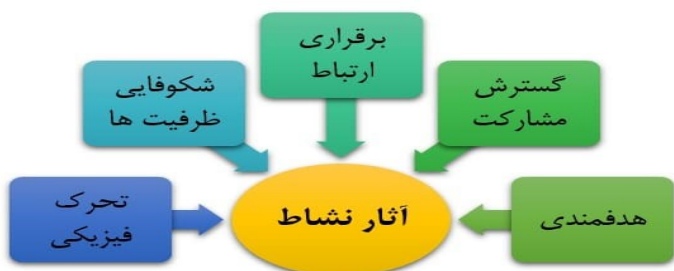 برقراری
ارتباط
گسترش
مشارکت
شکوفایی
ظرفیت ها
هدفمندی
آثار نشاط
تحرک
فیزیکی